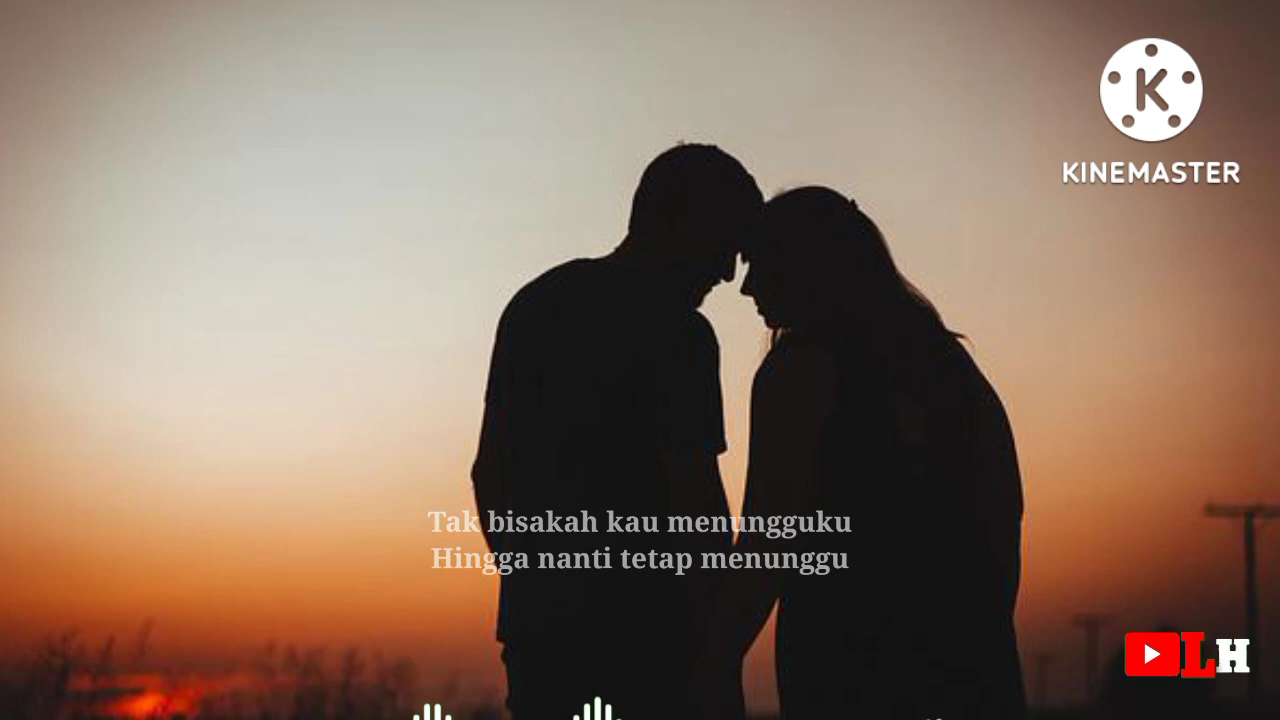 K
KINEMASTER
Tak bisakah kau menungguku
Hingga nanti tetap menunggu
LH